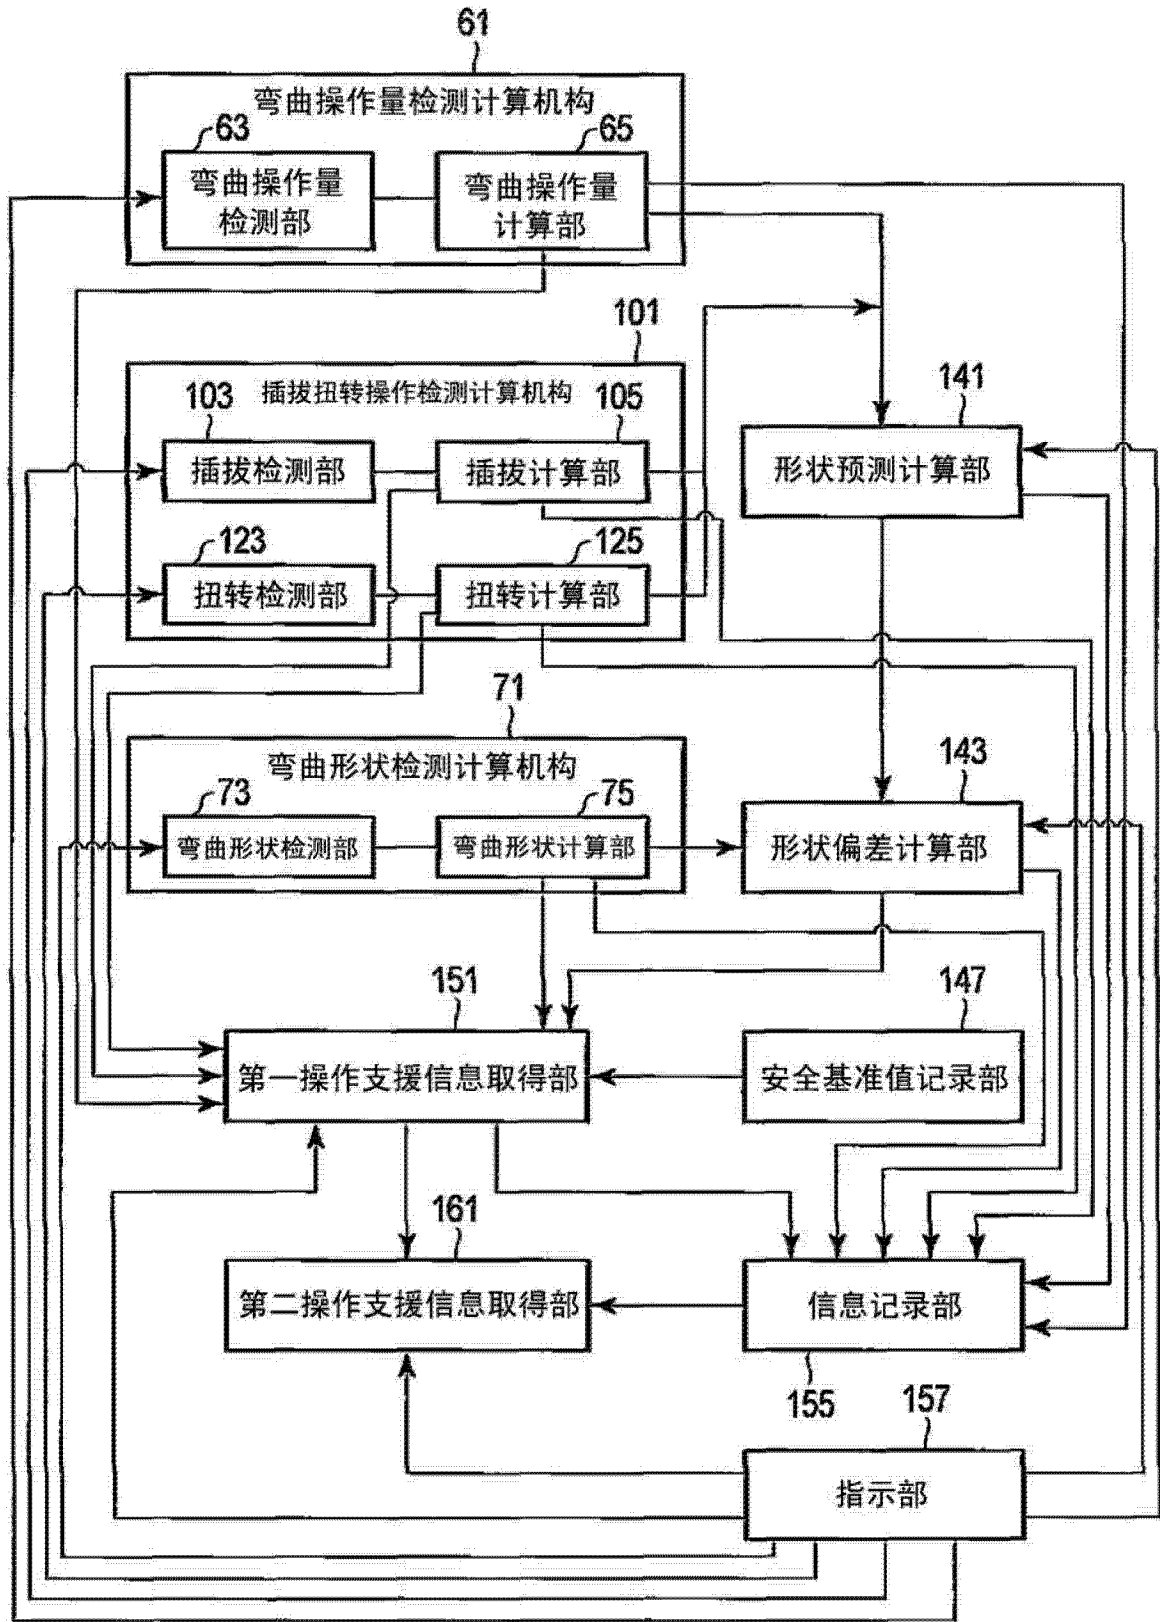 61
弯曲操作量检测计算机构
63
65
弯曲操作量
检测部
弯曲操作量
计算部
101
插拔扭转操作检测计算机构
103
105
141
插拔检测部
插拔计算部
形状预测计算部
123
125
扭转检测部
扭转计算部
71
弯曲形状检测计算机构
73
75
143
弯曲形状检测部
弯曲形状计算部
形状偏差计算部
151
147
第一操作支援信息取得部
安全基准值记录部
161
第二操作支援信息取得部
信息记录部
155
157
指示部